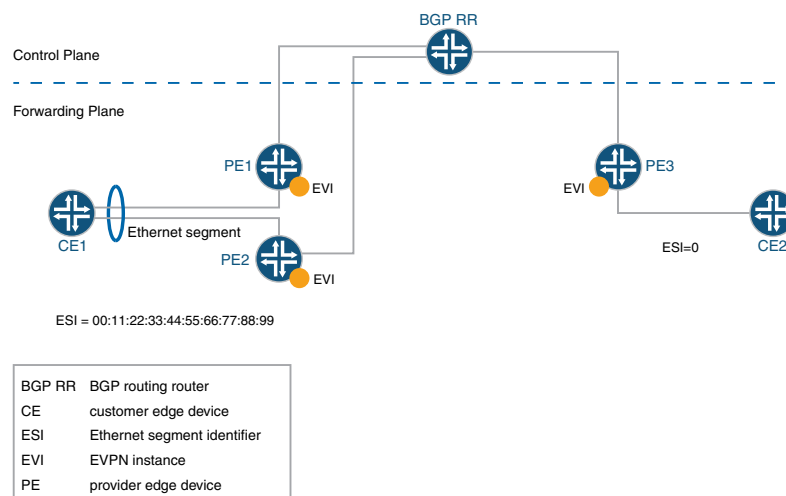 BGP RR
Control Plane
Forwarding Plane
PE1
EVI
PE3
EVI
CE1
Ethernet segment
PE2
EVI
ESI=0
CE2
ESI = 00:11:22:33:44:55:66:77:88:99
BGP RR BGP routing router
CE customer edge device
ESI Ethernet segment identifier
EVI EVPN instance
PE provider edge device